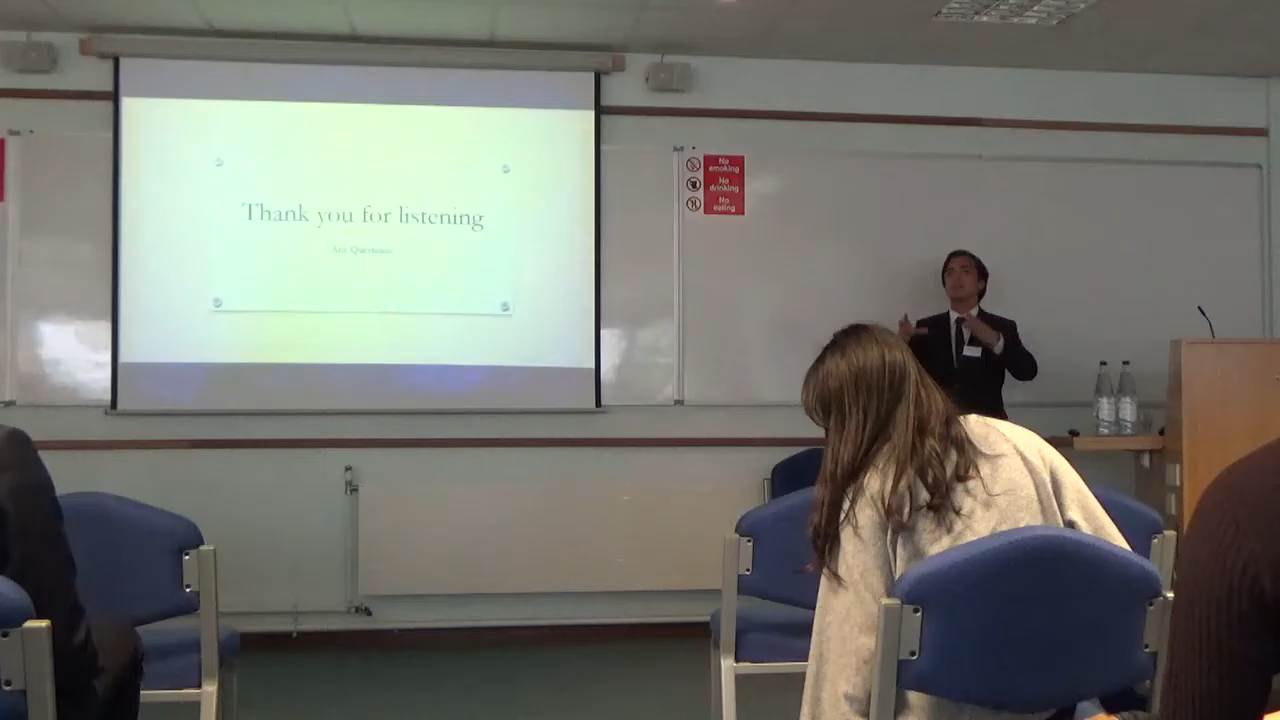 Thank you for listening
Any Questions
No
smoking
No
drinking
No
eating